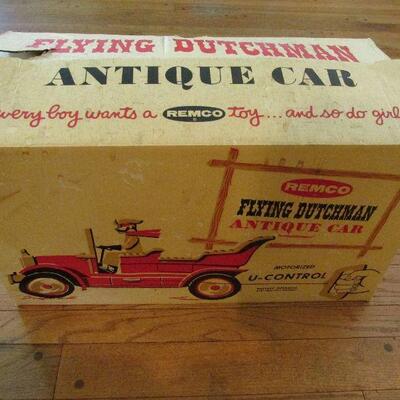 FLYING DUTCHMAN
ANTIQUE CAR
every boy wants a REMCO toy...and so do girls
REMCO
FLYING DUTCHMAN
ANTIQUE CAR
MOTORIZED
U-CONTROL